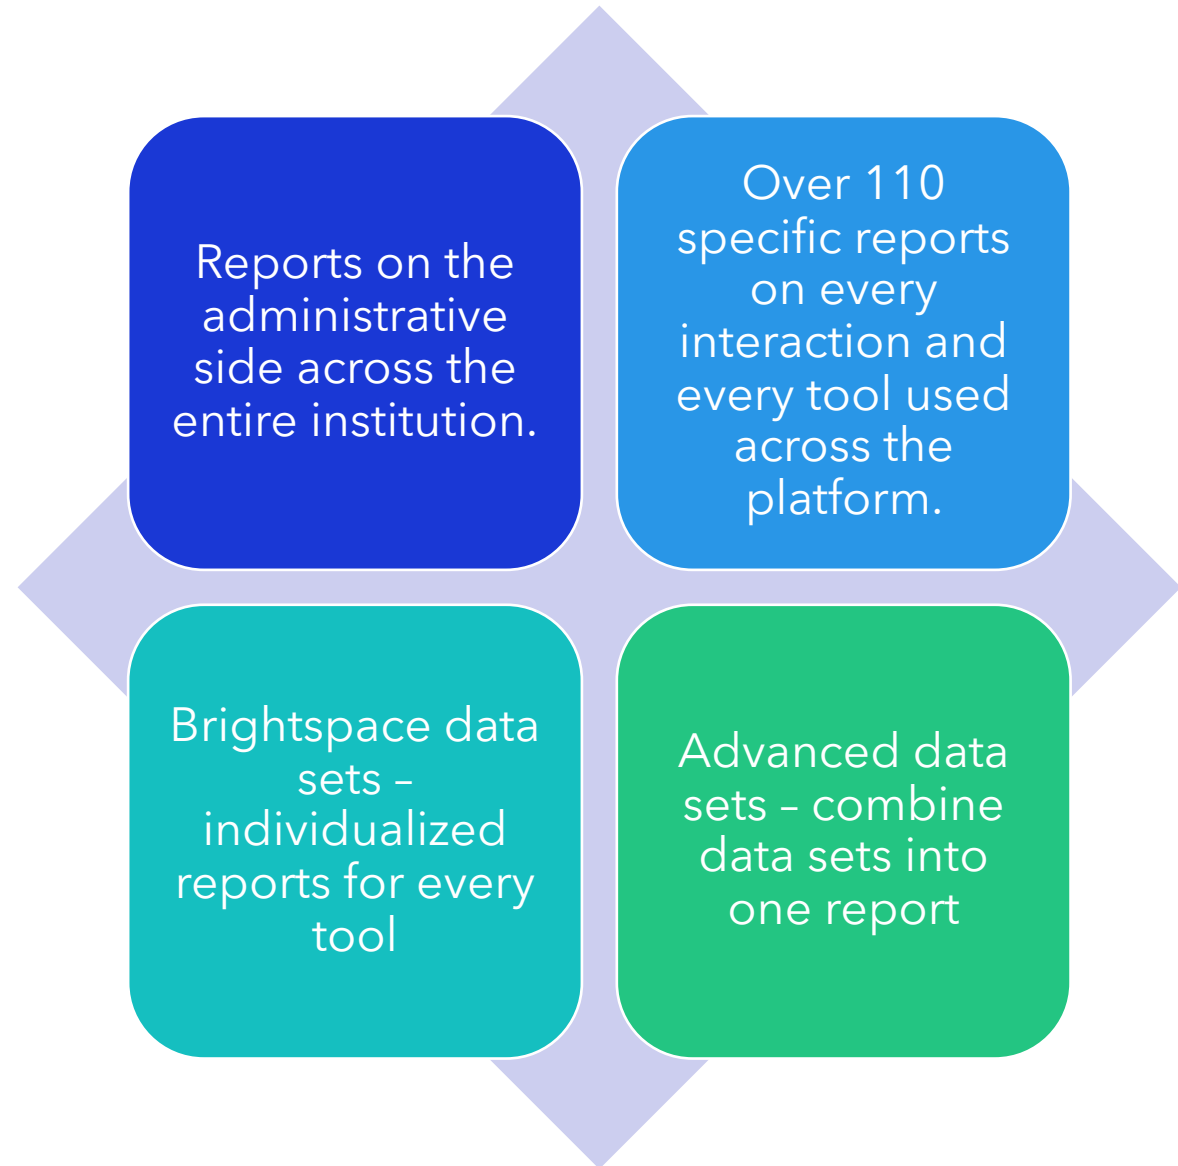 Reports on the
administrative
side across the
entire institution.
Over 110
specific reports
on every
interaction and
every tool used
across the
platform.
Brightspace data
sets –
individualized
reports for every
tool
Advanced data
sets – combine
data sets into
one report